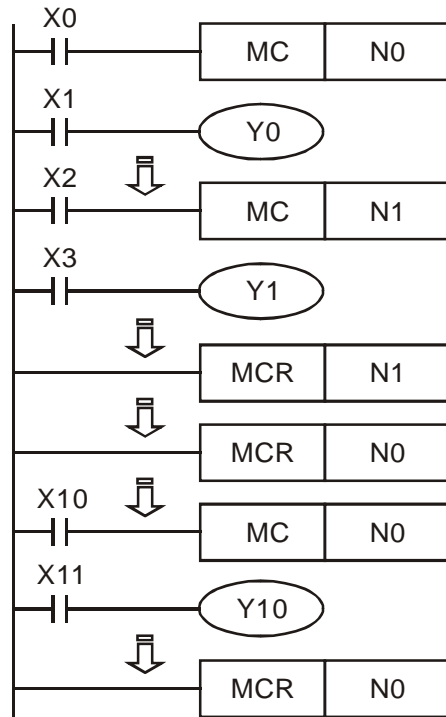 X0
MC N0
X1
Y0
X2
MC N1
X3
Y1
MCR N1
MCR N0
X10
MC N0
X11
Y10
MCR N0